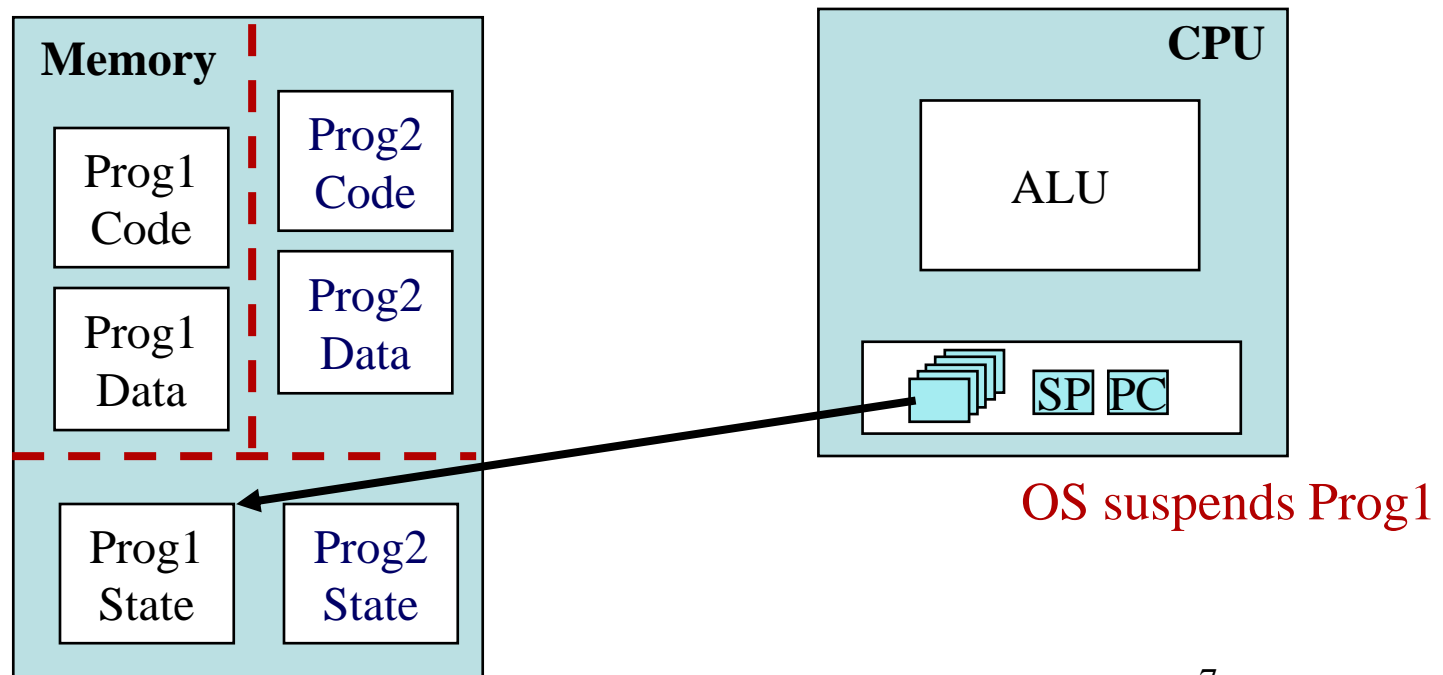 Memory
Prog1
Code
Prog2
Code
Prog1
Data
Prog2
Data
Prog1
State
Prog2
State
CPU
ALU
SP PC
OS suspends Prog1